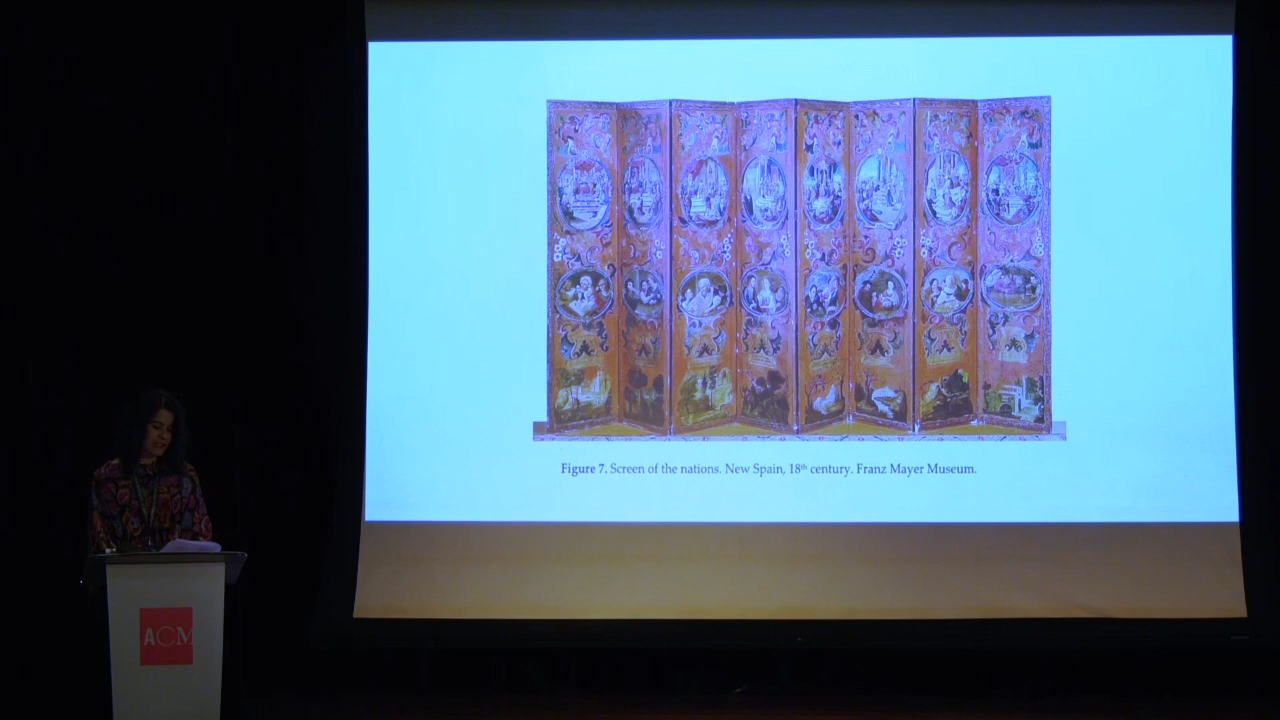 Figure 7. Screen of the nations. New Spain, 18th century. Franz Mayer Museum.
ACM